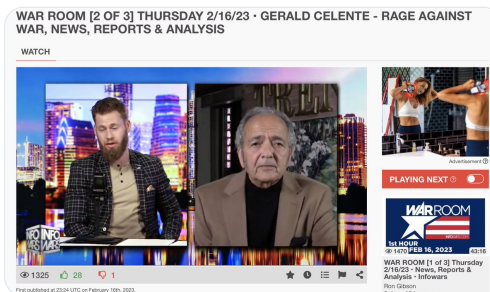 WAR ROOM [2 OF 3] THURSDAY 2/16/23 • GERALD CELENTE - RAGE AGAINST
WAR, NEWS, REPORTS & ANALYSIS
WATCH
INFO
WARS
Advertisement
PLAYING NEXT
WARROOM
1st HOUR
1470 FEB 16, 2023 43:16
WAR ROOM [1 of 3] Thursday
2/16/23 • News, Reports &
Analysis • Infowars
Ron Gibson
1325 28 1
First published at 23:24 UTC on February 16th, 2023.